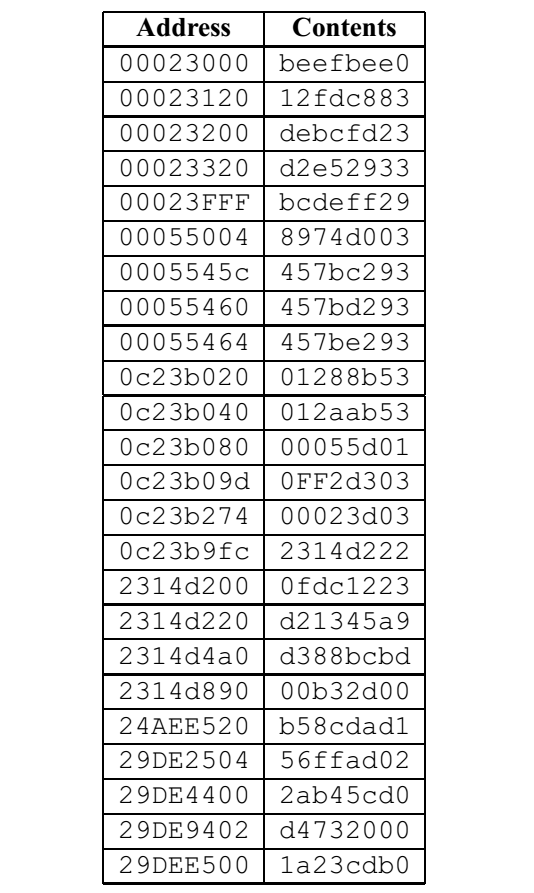 Address Contents
00023000 beefbee0
00023120 12fdc883
00023200 debcfd23
00023320 d2e52933
00023FFF bcdeff29
00055004 8974d003
0005545c 457bc293
00055460 457bd293
00055464 457be293
0c23b020 01288b53
0c23b040 012aab53
0c23b080 00055d01
0c23b09d 0FF2d303
0c23b274 00023d03
0c23b9fc 2314d222
2314d200 0fdc1223
2314d220 d21345a9
2314d4a0 d388bcbd
2314d890 00b32d00
24AEE520 b58cdad1
29DE2504 56ffad02
29DE4400 2ab45cd0
29DE9402 d4732000
29DEE500 1a23cdb0